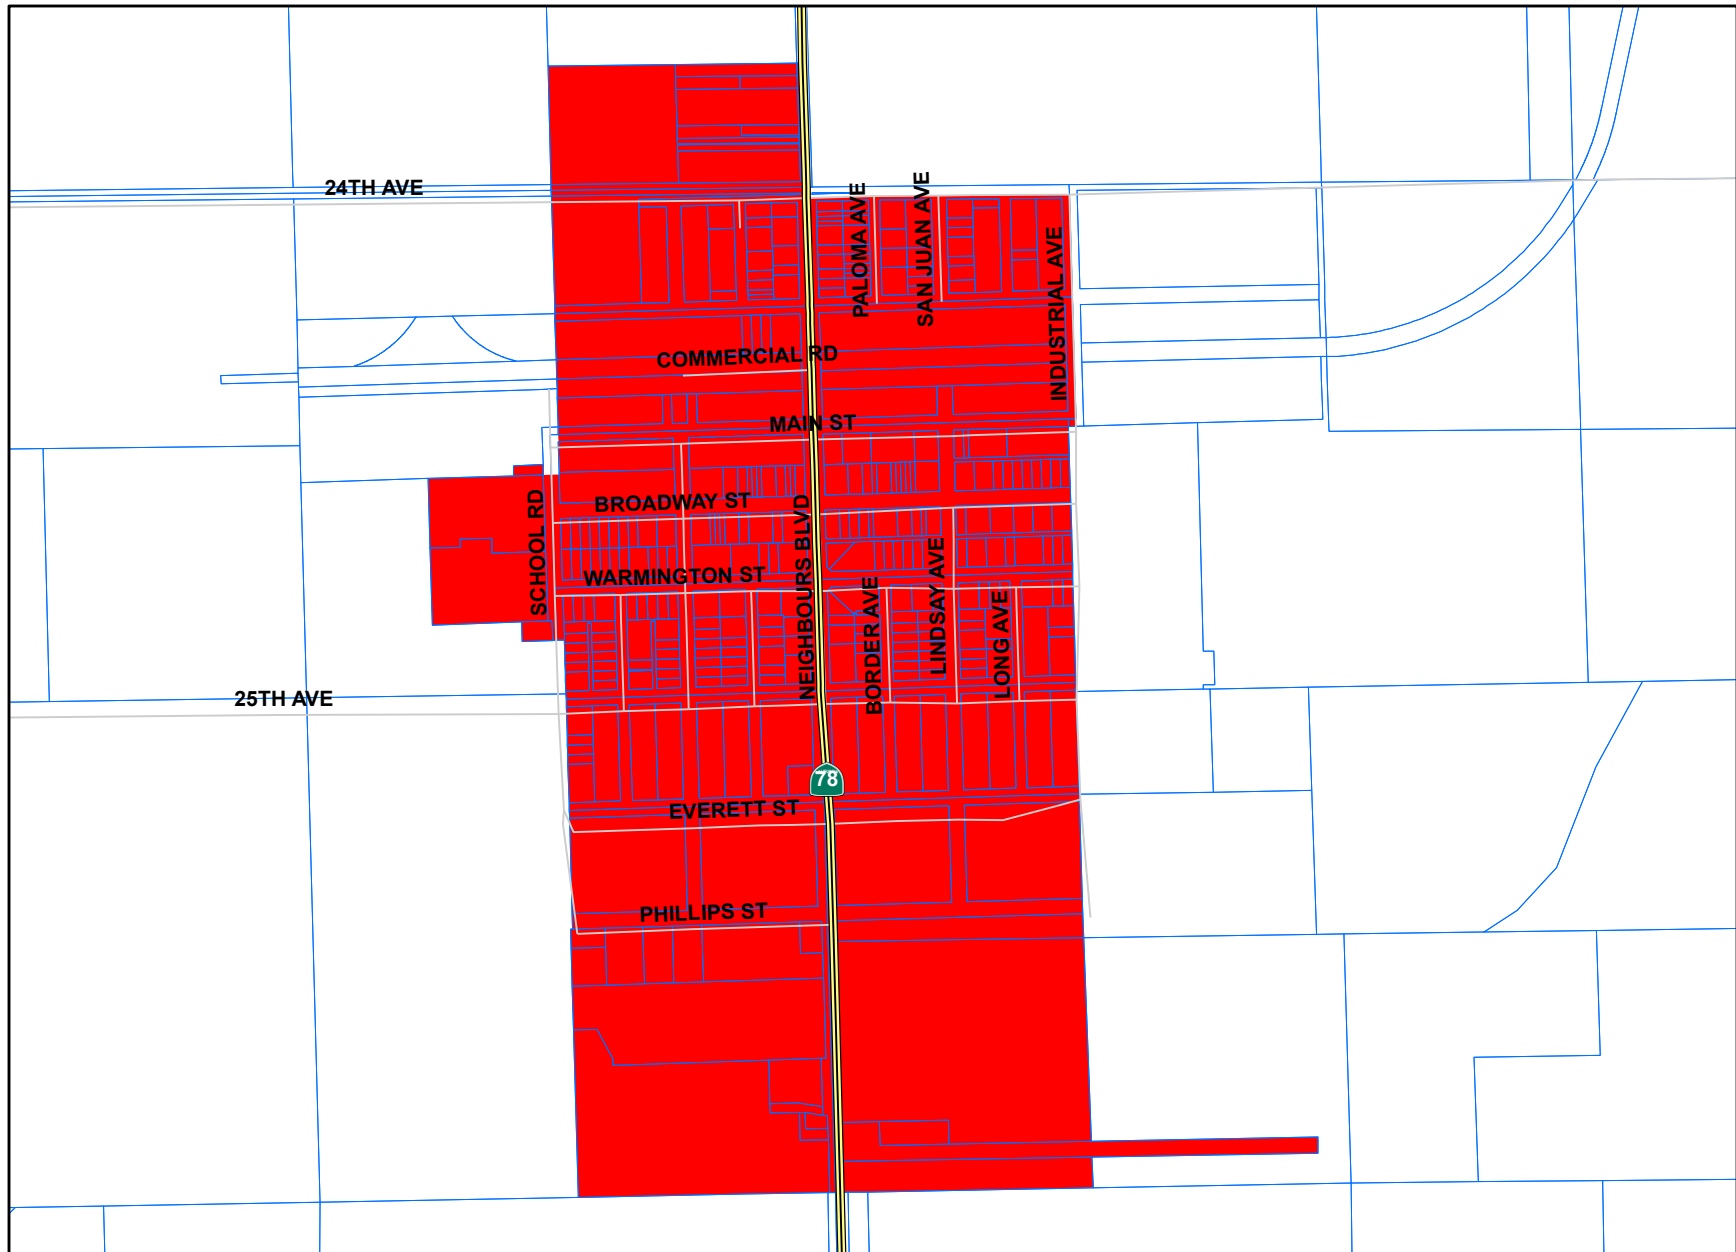 24TH AVE
PALOMA AVE
SAN JUAN AVE
INDUSTRIAL AVE
COMMERCIAL RD
MAIN ST
BROADWAY ST
SCHOOL RD
NEIGHBOURS BLVD
WARMINGTON ST
BORDER AVE
LINDSAY AVE
LONG AVE
25TH AVE
78
EVERETT ST
PHILLIPS ST